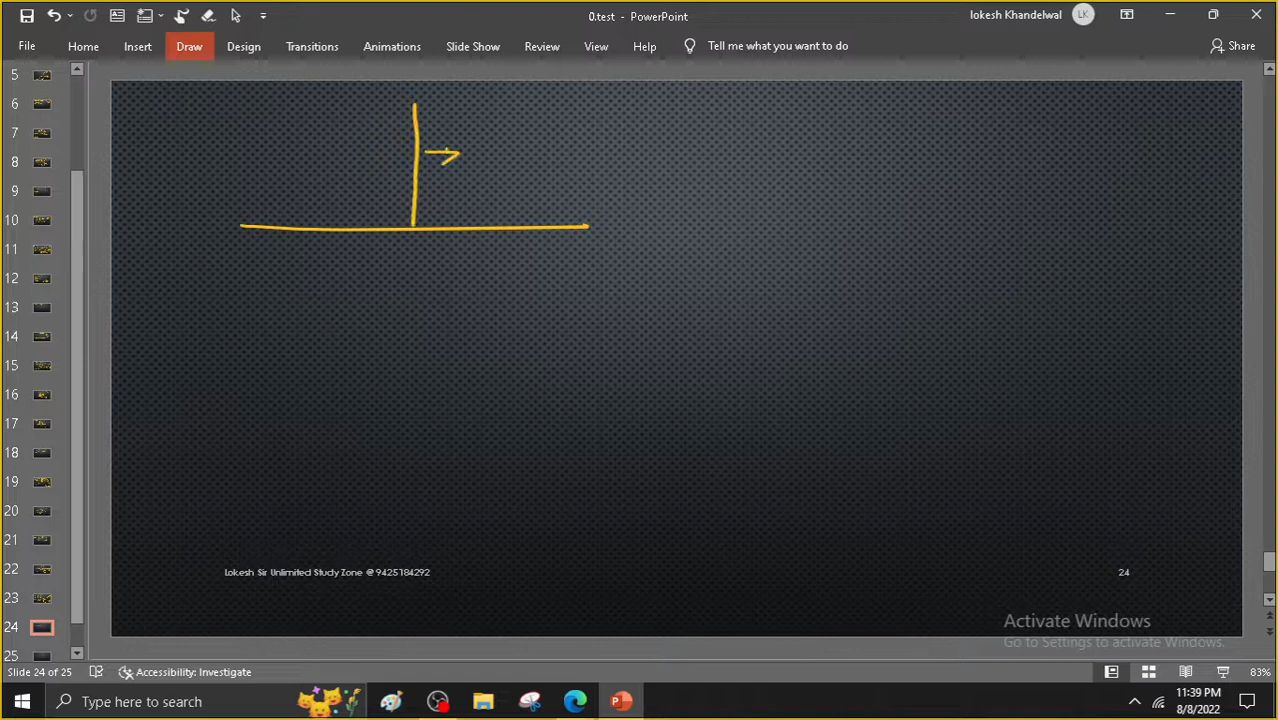 0.test - PowerPoint
lokesh Khandelwal
LK
File
Home
Insert
Draw
Design
Transitions
Animations
Slide Show
Review
View
Help
Tell me what you want to do
Share
5
6
7
8
9
10
11
12
13
14
15
16
17
18
19
20
21
22
23
24
25
Lokesh Sir Unlimited Study Zone @ 9425184292
24
Activate Windows
Go to Settings to activate Windows.
Slide 24 of 25
Accessibility: Investigate
83%
Type here to search
11:39 PM
8/8/2022